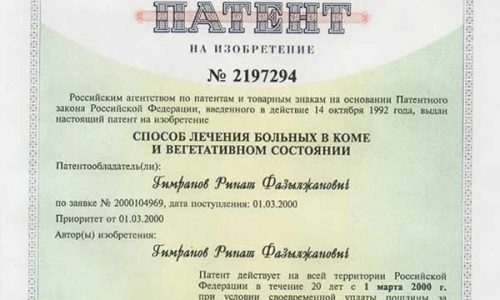 ПАТЕНТ
НА ИЗОБРЕТЕНИЕ
№ 2197294
Российским агентством по патентам и товарным знакам на основании Патентного
закона Российской Федерации, введенного в действие 14 октября 1992 года, выдан
настоящий патент на изобретение
СПОСОБ ЛЕЧЕНИЯ БОЛЬНЫХ В КОМЕ
И ВЕГЕТАТИВНОМ СОСТОЯНИИ
Патентообладатель(ли):
Гимранов Ринат Фазылжанович
по заявке № 2000104969, дата поступления: 01.03.2000
Приоритет от 01.03.2000
Автор(ы) изобретения:
Гимранов Ринат Фазылжанович
Патент действует на всей территории Российской
Федерации в течение 20 лет с 1 марта 2000 г.
при условии своевременной уплаты пошлины за